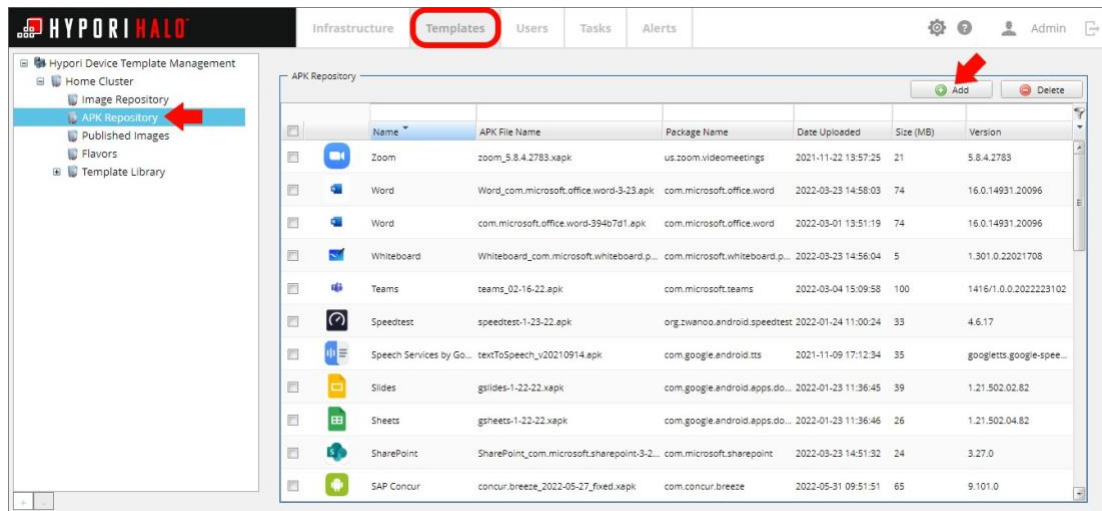 HYPORI HALO
Infrastructure Templates Users Tasks Alerts Admin
Hypori Device Template Management
Home Cluster
Image Repository
APK Repository
Published Images
Flavors
Template Library
APK Repository
Add Delete
Name APK File Name Package Name Date Uploaded Size (MB) Version
Zoom zoom_5.8.4.2783.xapk us.zoom.videomeetings 2021-11-22 13:57:25 21 5.8.4.2783
Word Word_com.microsoft.office.word-3-23.apk com.microsoft.office.word 2022-03-23 14:58:03 74 16.0.14931.20096
Word com.microsoft.office.word-394b7d1.apk com.microsoft.office.word 2022-03-01 13:51:19 74 16.0.14931.20096
Whiteboard Whiteboard_com.microsoft.whiteboard.p... com.microsoft.whiteboard.p... 2022-03-23 14:56:04 5 1.301.0.22021708
Teams teams_02-16-22.apk com.microsoft.teams 2022-03-04 15:09:58 100 1416/1.0.0.2022223102
Speedtest speedtest-1-23-22.apk org.zwanoo.android.speedtest 2022-01-24 11:00:24 33 4.6.17
Speech Services by Go... textToSpeech_v20210914.apk com.google.android.tts 2021-11-09 17:12:34 35 googletts.google-spee...
Slides gslides-1-22-22.xapk com.google.android.apps.do... 2022-01-23 11:36:45 39 1.21.502.02.82
Sheets gsheets-1-22-22.xapk com.google.android.apps.do... 2022-01-23 11:36:46 26 1.21.502.04.82
SharePoint SharePoint_com.microsoft.sharepoint-3-2... com.microsoft.sharepoint 2022-03-23 14:51:32 24 3.27.0
SAP Concur concur.breeze_2022-05-27_fixed.xapk com.concur.breeze 2022-05-31 09:51:51 65 9.101.0